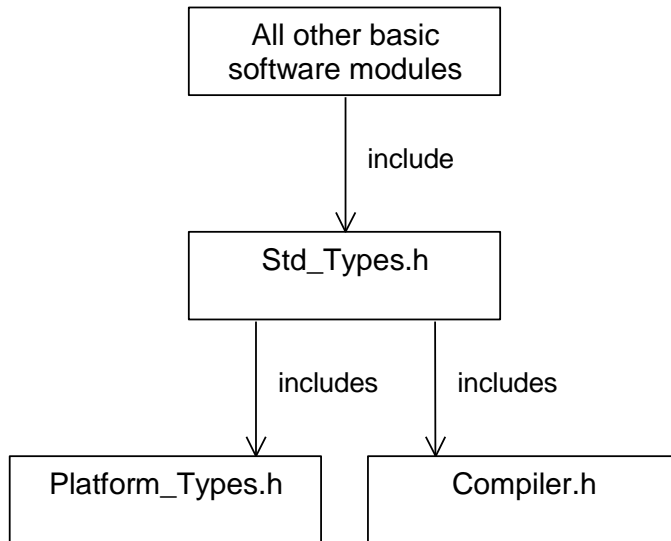 All other basic
software modules
include
Std_Types.h
includes
includes
Platform_Types.h
Compiler.h